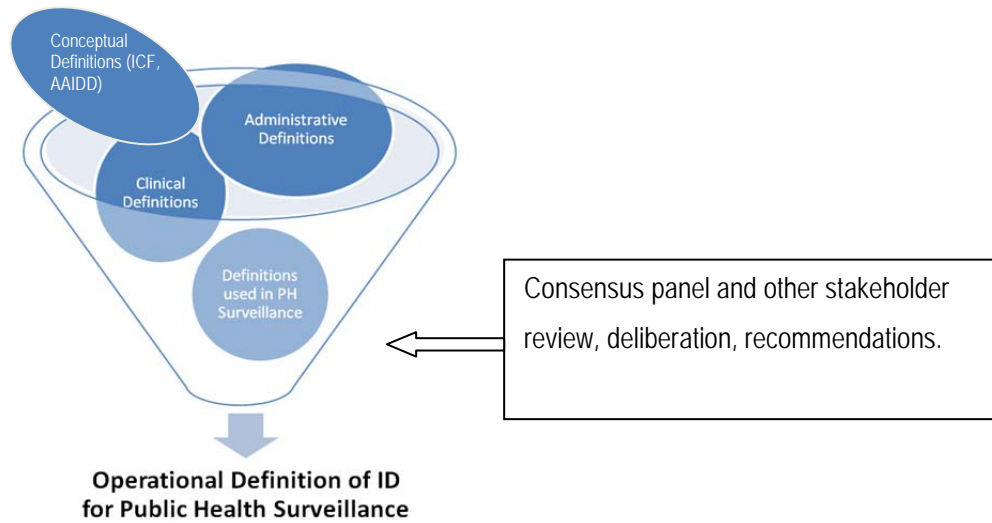 Conceptual
Definitions (ICF,
AAIDD)
Administrative
Definitions
Clinical
Definitions
Definitions
used in PH
Surveillance
Consensus panel and other stakeholder
review, deliberation, recommendations.
Operational Definition of ID
for Public Health Surveillance